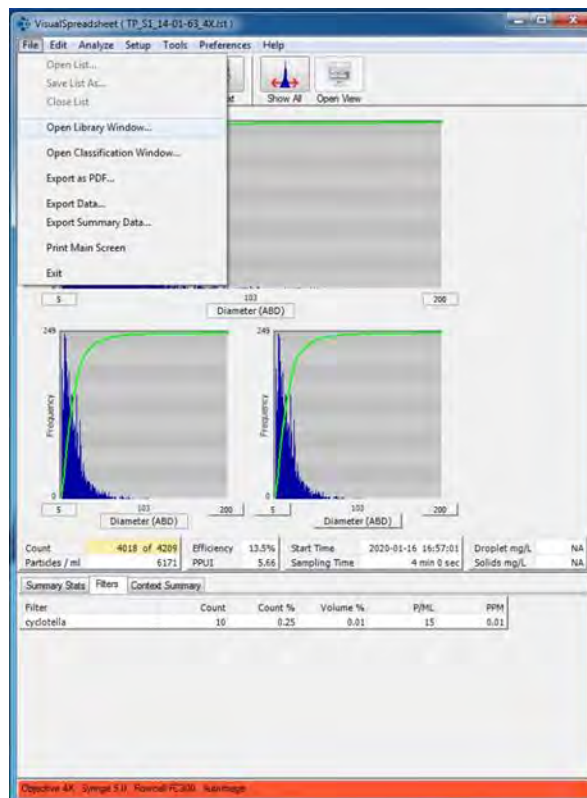 VisualSpreadsheet ( TP_S1_14-01-63_4X.lst )
File Edit Analyze Setup Tools Preferences Help
Open List...
Save List As...
Close List
Show All Open View
Open Library Window...
Open Classification Window...
Export as PDF...
Export Data...
Export Summary Data...
Print Main Screen
Exit
5 103 200
Diameter (ABD)
249 249
Frequency Frequency
0 0
5 103 200 5 103 200
Diameter (ABD) Diameter (ABD)
Count 4018 of 4209 Efficiency 13.5% Start Time 2020-01-16 16:57:01 Droplet mg/L NA
Particles / ml 6171 PPUI 5.66 Sampling Time 4 min 0 sec Solids mg/L NA
Summary Stats Filters Context Summary
Filter Count Count % Volume % P/ML PPM
cyclotella 10 0.25 0.01 15 0.01
Objective 4X Syringe 5.0 Flowcell FC300 AutoImage